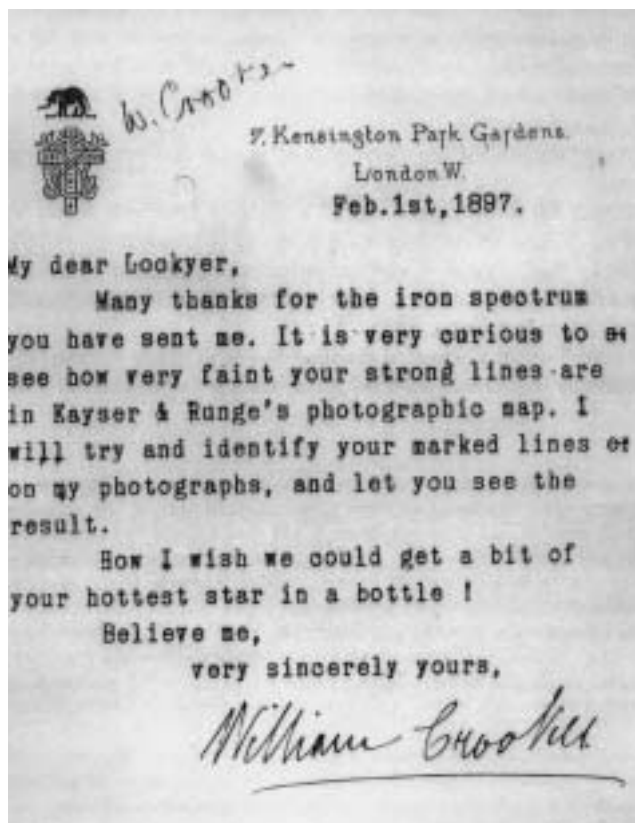 W. Crookes
7, Kensington Park Gardens.
London W.
Feb.1st,1897.
My dear Lockyer,
Many thanks for the iron spectrum
you have sent me. It is very curious to
see how very faint your strong lines are
in Kayser & Runge's photographic map. I
will try and identify your marked lines
on my photographs, and let you see the
result.
How I wish we could get a bit of
your hottest star in a bottle !
Believe me,
very sincerely yours,
William Crookes